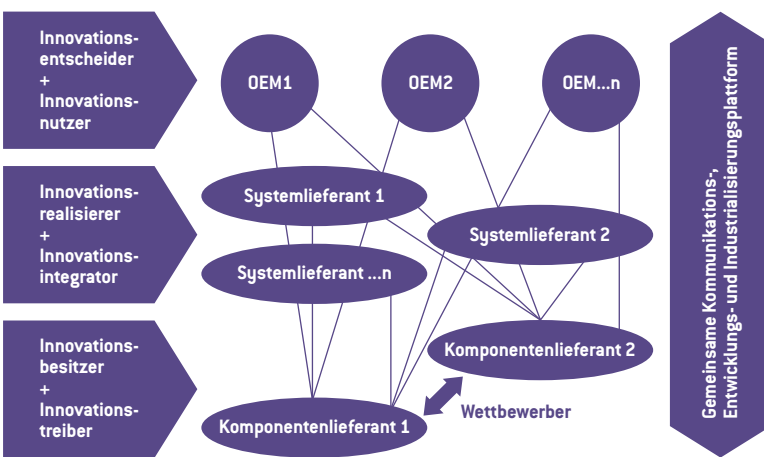 Innovations-
entscheider
+
Innovations-
nutzer
OEM1
OEM2
OEM...n
Innovations-
realisierer
+
Innovations-
integrator
Systemlieferant 1
Systemlieferant 2
Systemlieferant ...n
Innovations-
besitzer
+
Innovations-
treiber
Komponentenlieferant 2
Komponentenlieferant 1
Wettbewerber
Gemeinsame Kommunikations-,
Entwicklungs- und Industrialisierungsplattform